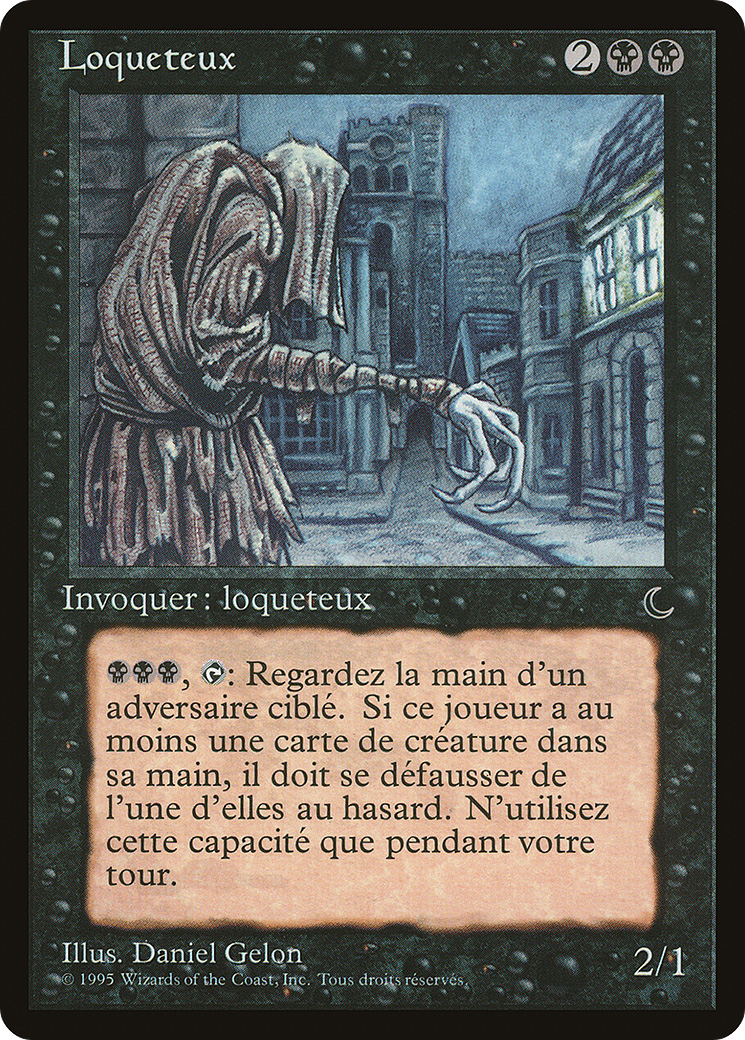 Loqueteux 2
Invoquer : loqueteux
, : Regardez la main d'un
adversaire ciblé. Si ce joueur a au
moins une carte de créature dans
sa main, il doit se défausser de
l'une d'elles au hasard. N'utilisez
cette capacité que pendant votre
tour.
Illus. Daniel Gelon
© 1995 Wizards of the Coast, Inc. Tous droits réservés.
2/1